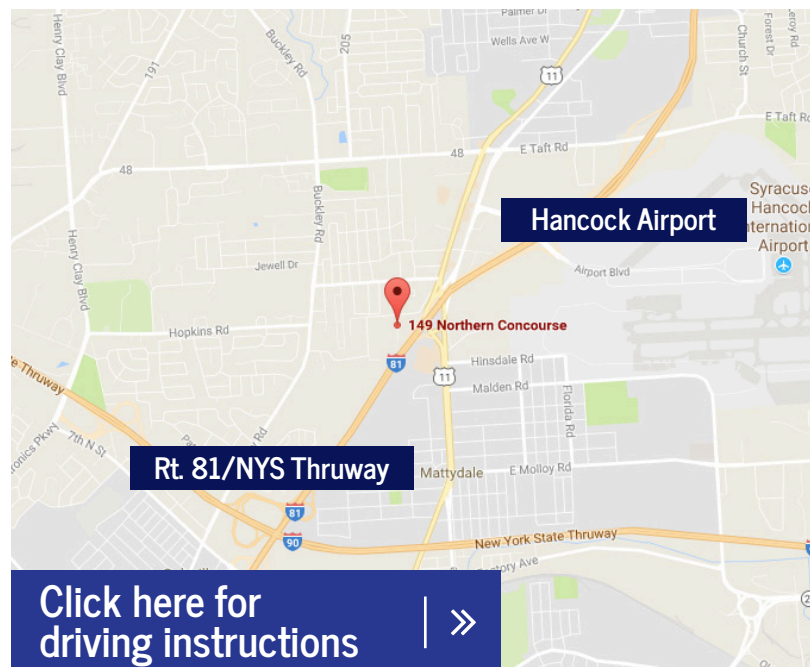 Palmer Dr
Henry Clay Blvd
Buckley Rd
205
Wells Ave W
Church St
Forest Dr
Leroy Rd
191
11
E Taft Rd
48
E Taft Rd
48
Buckley Rd
Syracuse
Hancock Airport
Hancock
Airport
Henry Clay Blvd
Jewell Dr
Airport Blvd
149 Northern Concourse
Hopkins Rd
81
Hinsdale Rd
11
Malden Rd
Thruway
Florida Rd
7th N St
Rt. 81/NYS Thruway
Mattydale
E Molloy Rd
81
90
New York State Thruway
Click here for
driving instructions
»